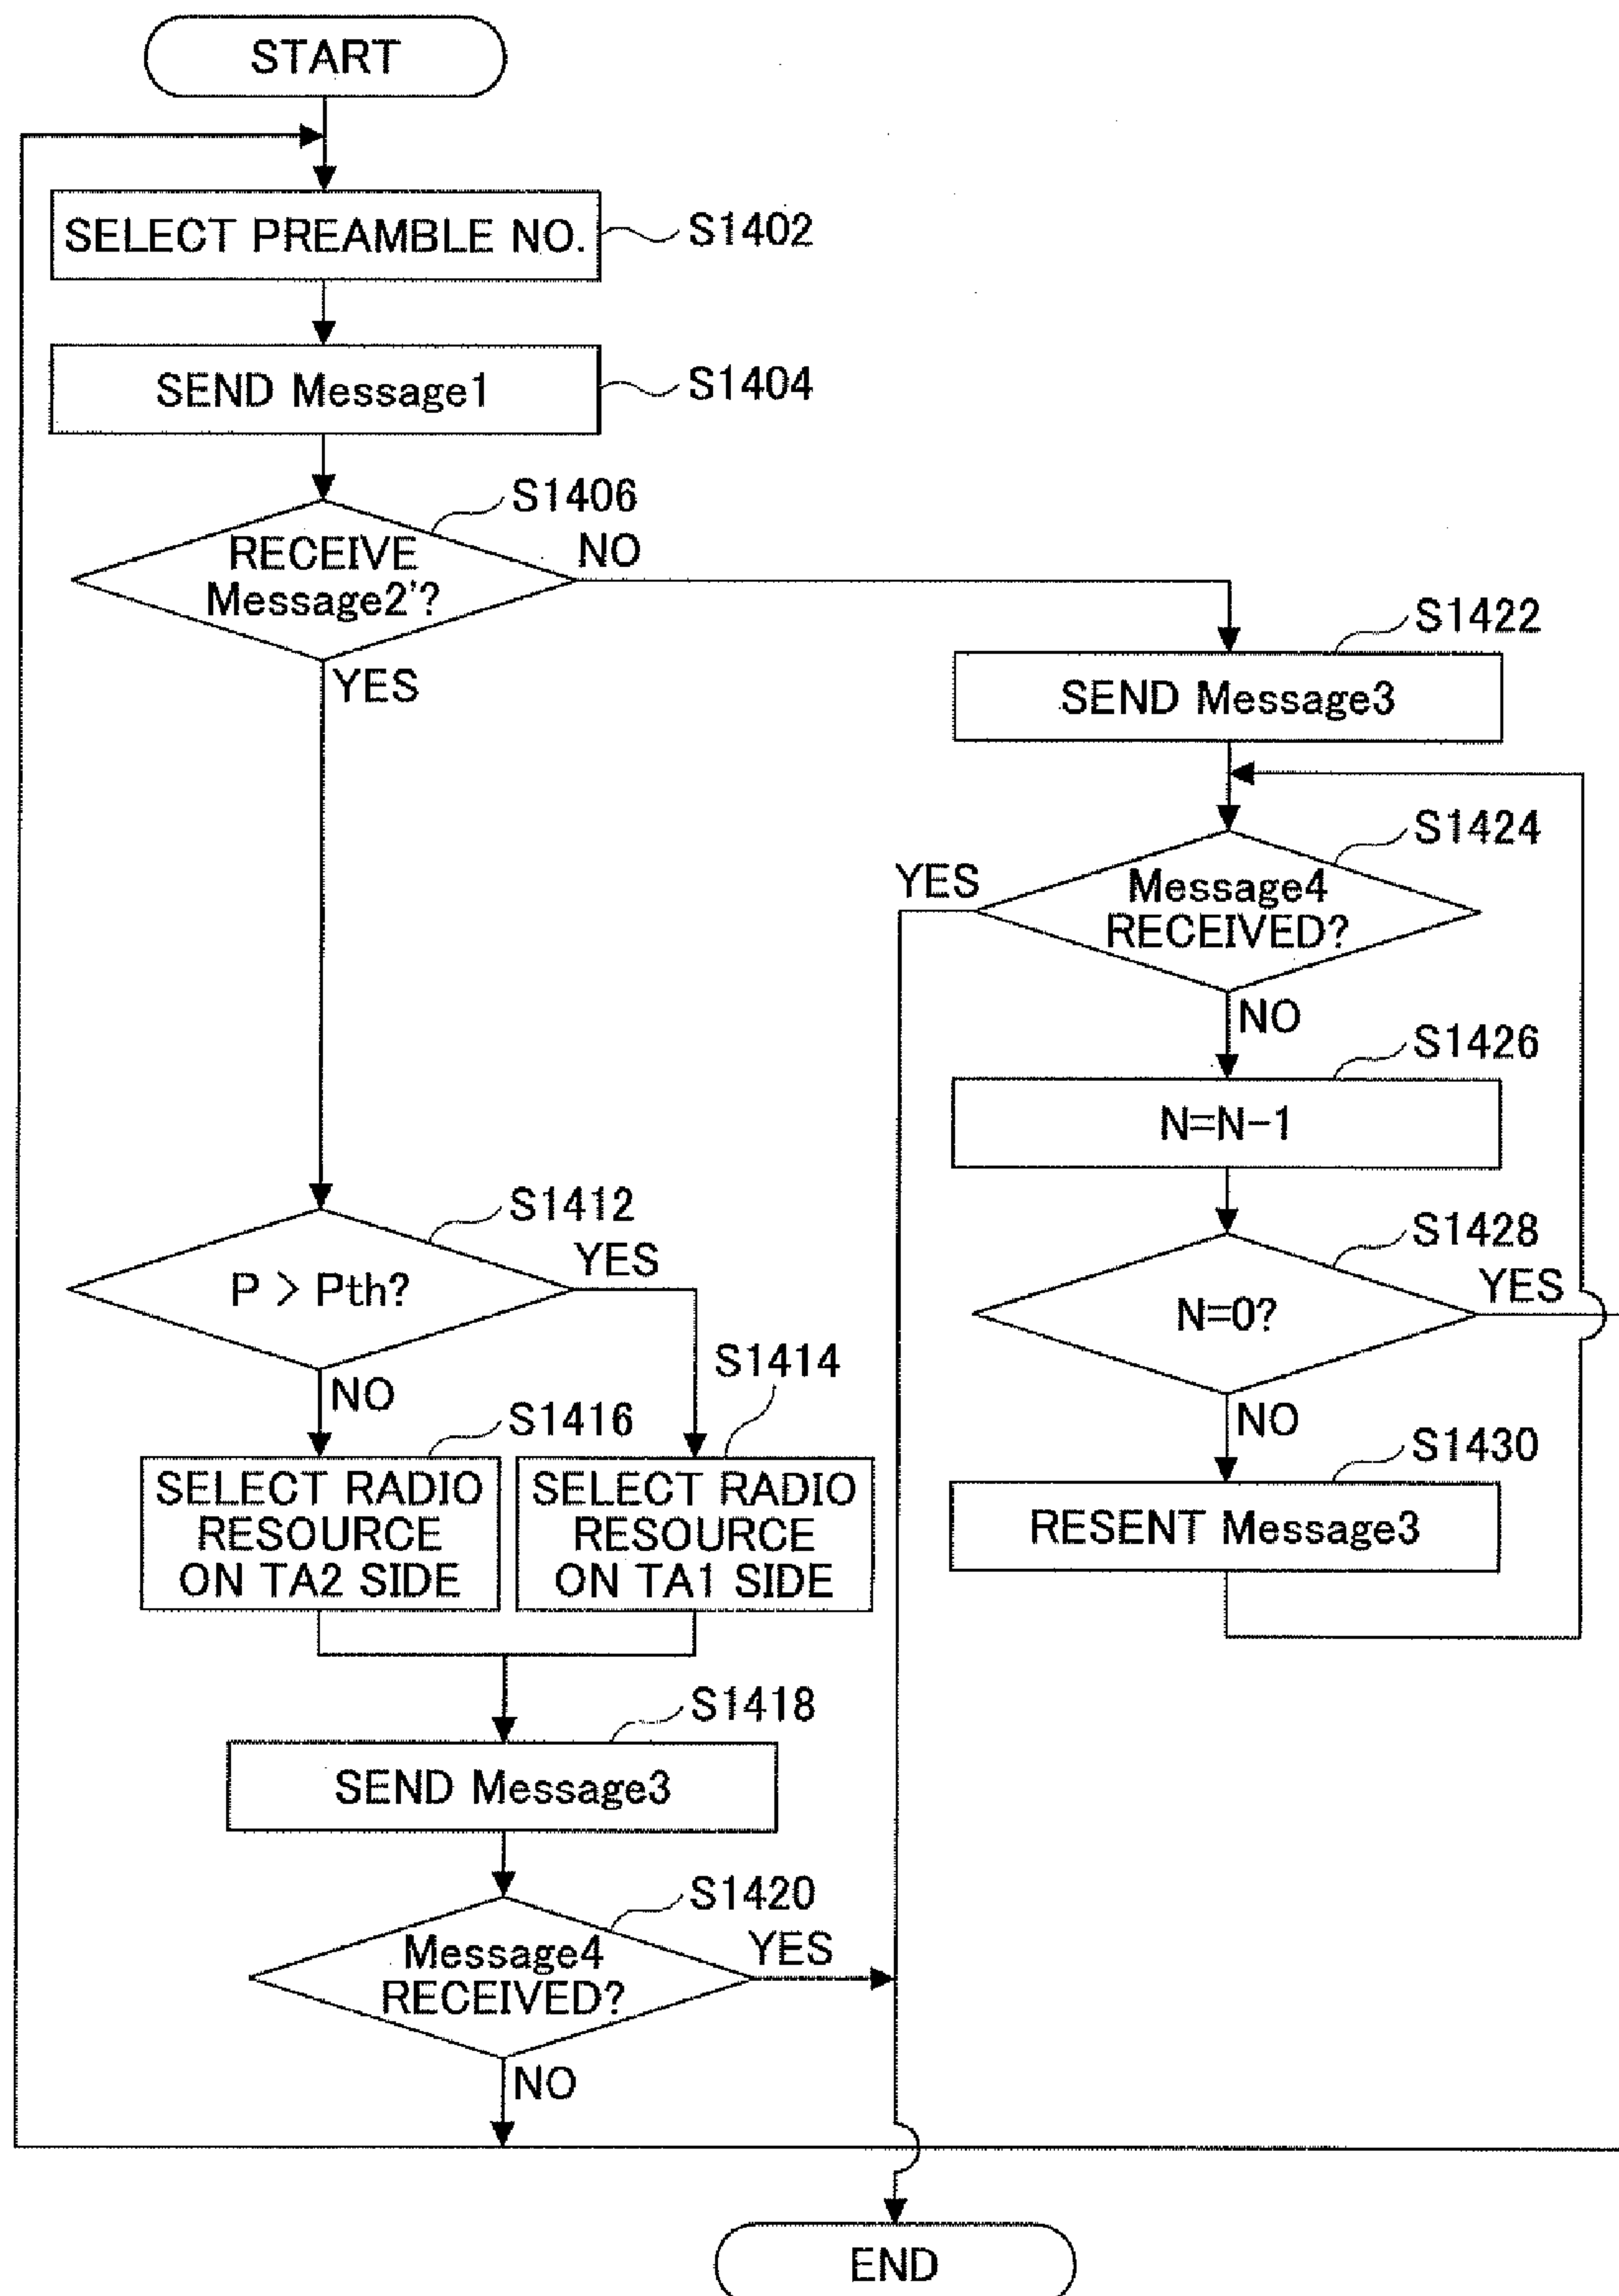 START
SELECT PREAMBLE NO.
S1402
SEND Message1
S1404
S1406
RECEIVE
Message2'?
NO
YES
S1422
SEND Message3
S1424
YES
Message4
RECEIVED?
NO
S1426
N=N-1
S1412
P > Pth?
YES
NO
S1428
N=0?
YES
NO
S1414
S1416
SELECT RADIO
RESOURCE
ON TA2 SIDE
SELECT RADIO
RESOURCE
ON TA1 SIDE
S1430
RESENT Message3
S1418
SEND Message3
S1420
Message4
RECEIVED?
YES
NO
END